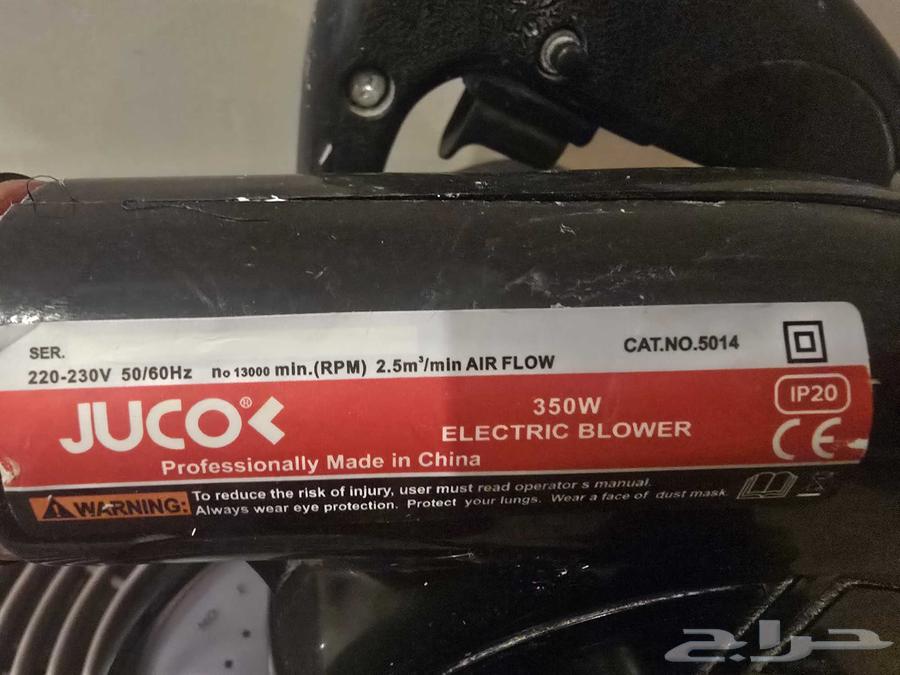 SER.
CAT.NO.5014
220-230V 50/60Hz no 13000 min.(RPM) 2.5m³/min AIR FLOW
IP20
JUCO®
350W
ELECTRIC BLOWER
CE
Professionally Made in China
WARNING: To reduce the risk of injury, user must read operator s manual.
Always wear eye protection. Protect your lungs. Wear a face of dust mask.
حراج